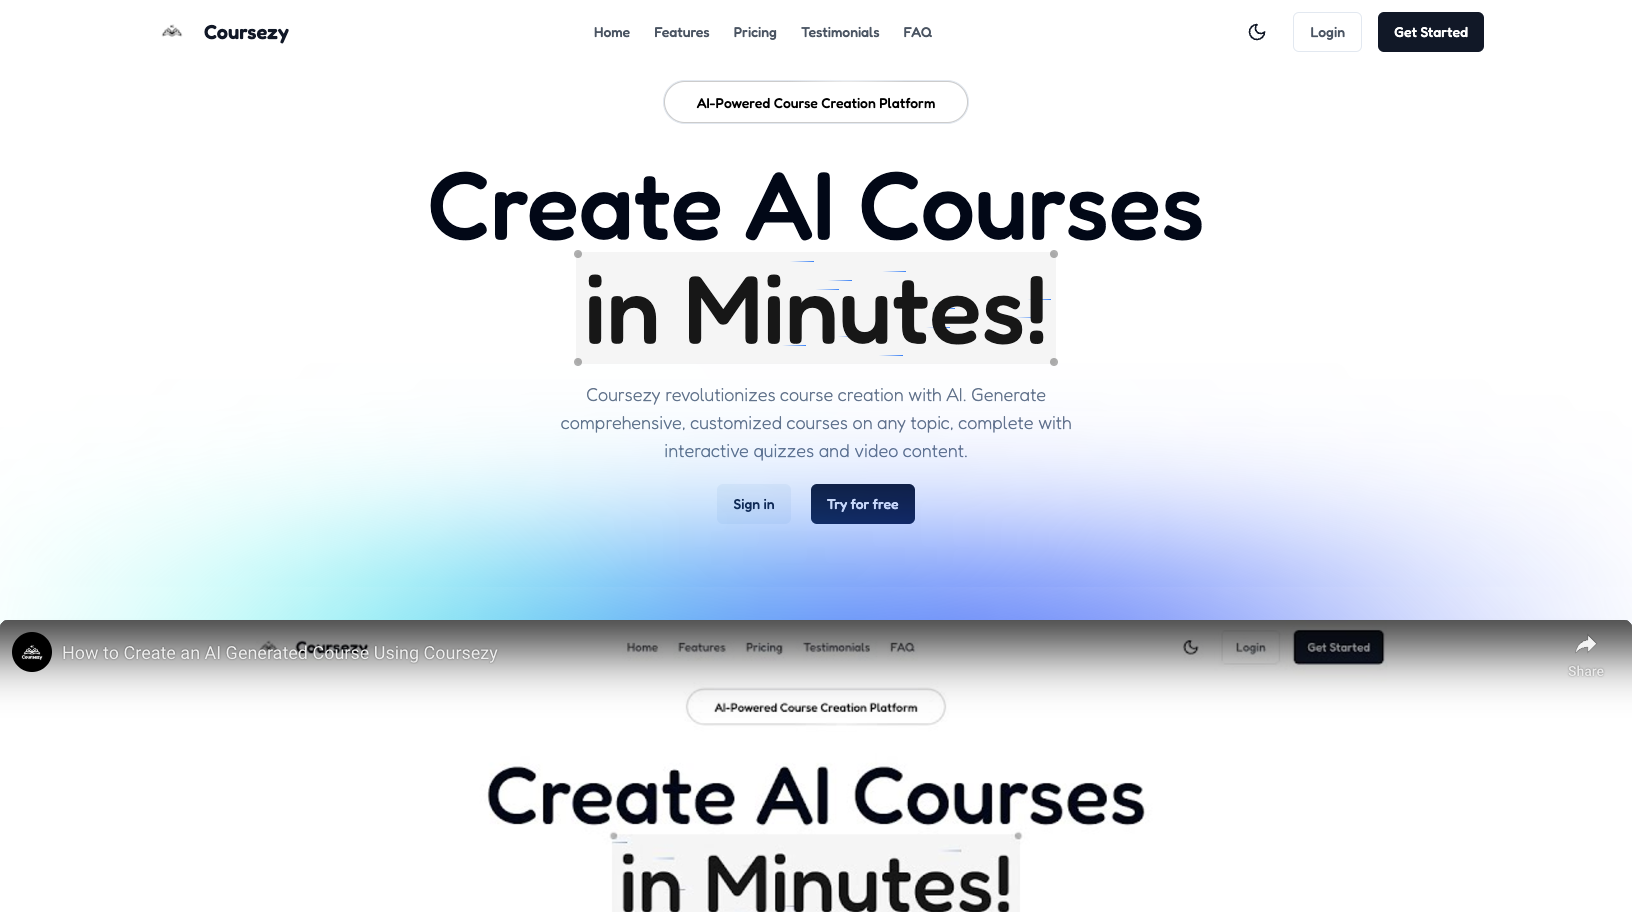 Coursezy
Home Features Pricing Testimonials FAQ
Login Get Started
AI-Powered Course Creation Platform
Create AI Courses
in Minutes!
Coursezy revolutionizes course creation with AI. Generate
comprehensive, customized courses on any topic, complete with
interactive quizzes and video content.
Sign in Try for free
Coursezy
How to Create an AI Generated Course Using Coursezy
Coursezy
Home Features Pricing Testimonials FAQ
Login Get Started
Share
AI-Powered Course Creation Platform
Create AI Courses
in Minutes!